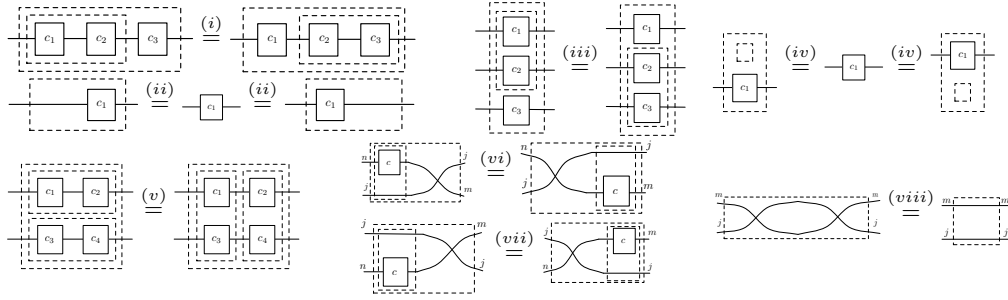 c₁ c₂ c₃ (i) = c₁ c₂ c₃
c₁ (ii) = c₁ (ii) = c₁
c₁ c₂ c₃ (iii) = c₁ c₂ c₃
c₁ (iv) = c₁ (iv) = c₁
c₁ c₂ c₃ c₄ (v) = c₁ c₂ c₃ c₄
n c j j m (vi) = n j c j m
j n c m j (vii) = j n c m j
m j m j (viii) = m j m j